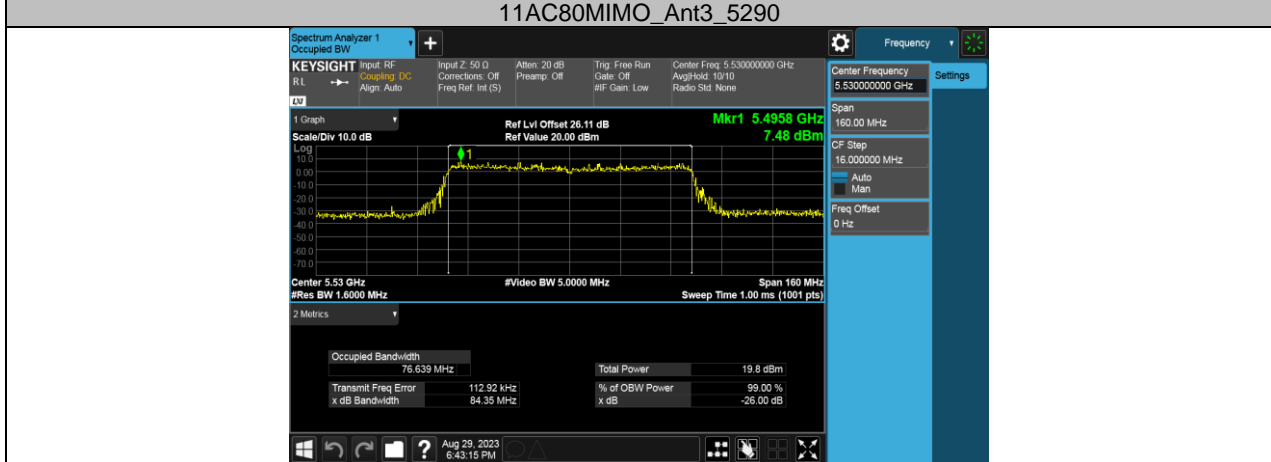 11AC80MIMO_Ant3_5290
Spectrum Analyzer 1
Occupied BW
+
Frequency
KEYSIGHT
RL
LXI
Input: RF
Coupling: DC
Align: Auto
Input Z: 50 Ω
Corrections: Off
Freq Ref: Int (S)
Atten: 20 dB
Preamp: Off
Trig: Free Run
Gate: Off
#IF Gain: Low
Center Freq: 5.530000000 GHz
Avg|Hold: 10/10
Radio Std: None
Center Frequency
5.530000000 GHz
Settings
Span
160.00 MHz
CF Step
16.000000 MHz
Auto
Man
Freq Offset
0 Hz
1 Graph
Scale/Div 10.0 dB
Ref Lvl Offset 26.11 dB
Ref Value 20.00 dBm
Mkr1 5.4958 GHz
7.48 dBm
Log
10.0
0.00
-10.0
-20.0
-30.0
-40.0
-50.0
-60.0
-70.0
1
Center 5.53 GHz
#Res BW 1.6000 MHz
#Video BW 5.0000 MHz
Span 160 MHz
Sweep Time 1.00 ms (1001 pts)
2 Metrics
Occupied Bandwidth
76.639 MHz
Total Power 19.8 dBm
Transmit Freq Error 112.92 kHz
% of OBW Power 99.00 %
x dB Bandwidth 84.35 MHz
x dB -26.00 dB
?
Aug 29, 2023
6:43:15 PM